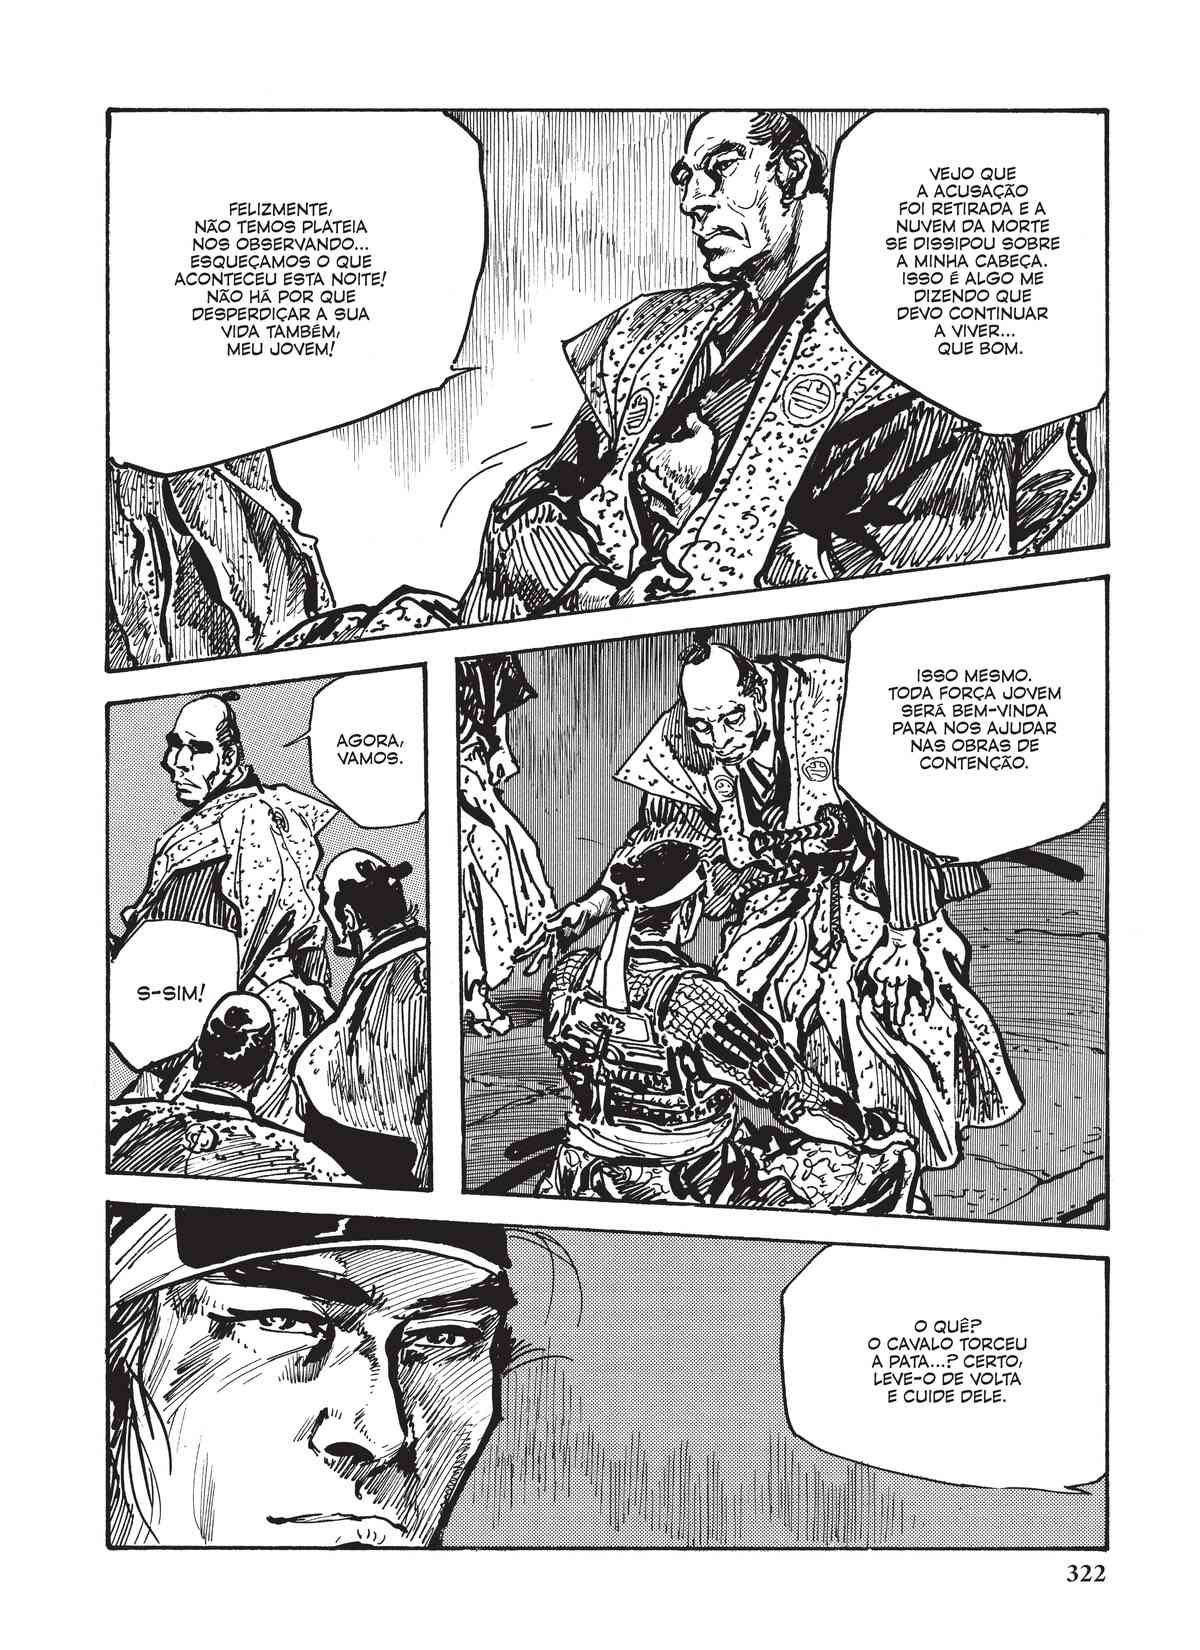 FELIZMENTE,
NÃO TEMOS PLATEIA
NOS OBSERVANDO...
ESQUEÇAMOS O QUE
ACONTECEU ESTA NOITE!
NÃO HÁ POR QUE
DESPERDIÇAR A SUA
VIDA TAMBÉM,
MEU JOVEM!
VEJO QUE
A ACUSAÇÃO
FOI RETIRADA E A
NUVEM DA MORTE
SE DISSIPOU SOBRE
A MINHA CABEÇA.
ISSO É ALGO ME
DIZENDO QUE
DEVO CONTINUAR
A VIVER...
QUE BOM.
AGORA,
VAMOS.
S-SIM!
ISSO MESMO.
TODA FORÇA JOVEM
SERÁ BEM-VINDA
PARA NOS AJUDAR
NAS OBRAS DE
CONTENÇÃO.
O QUÊ?
O CAVALO TORCEU
A PATA...? CERTO,
LEVE-O DE VOLTA
E CUIDE DELE.
322